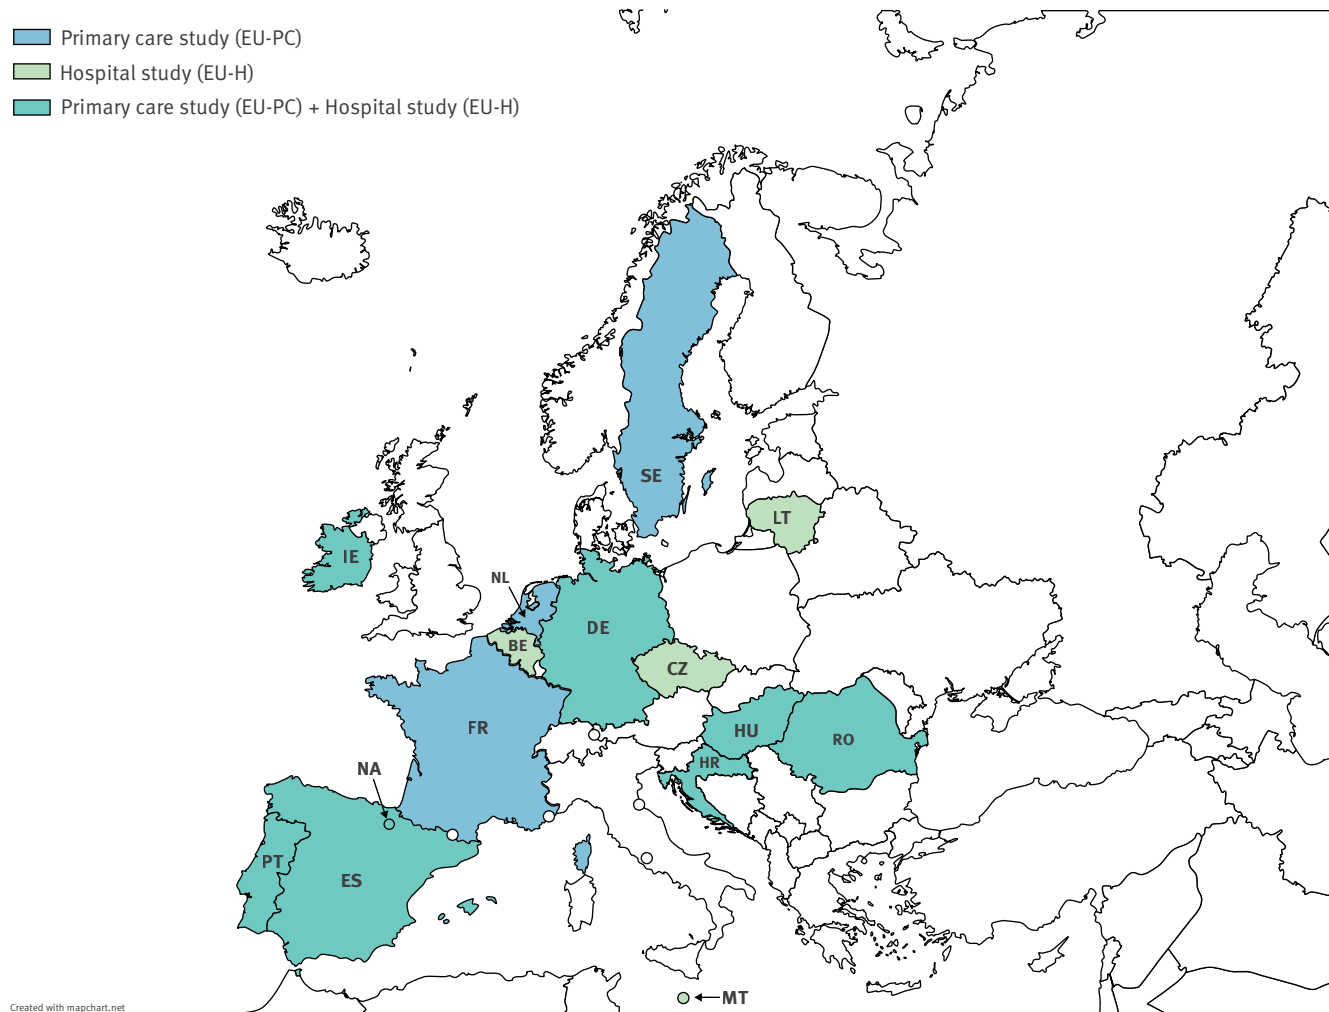 Primary care study (EU-PC)
Hospital study (EU-H)
Primary care study (EU-PC) + Hospital study (EU-H)
SE
LT
IE
NL
DE
BE
CZ
FR
HU
RO
HR
NA
PT
ES
MT
Created with mapchart.net